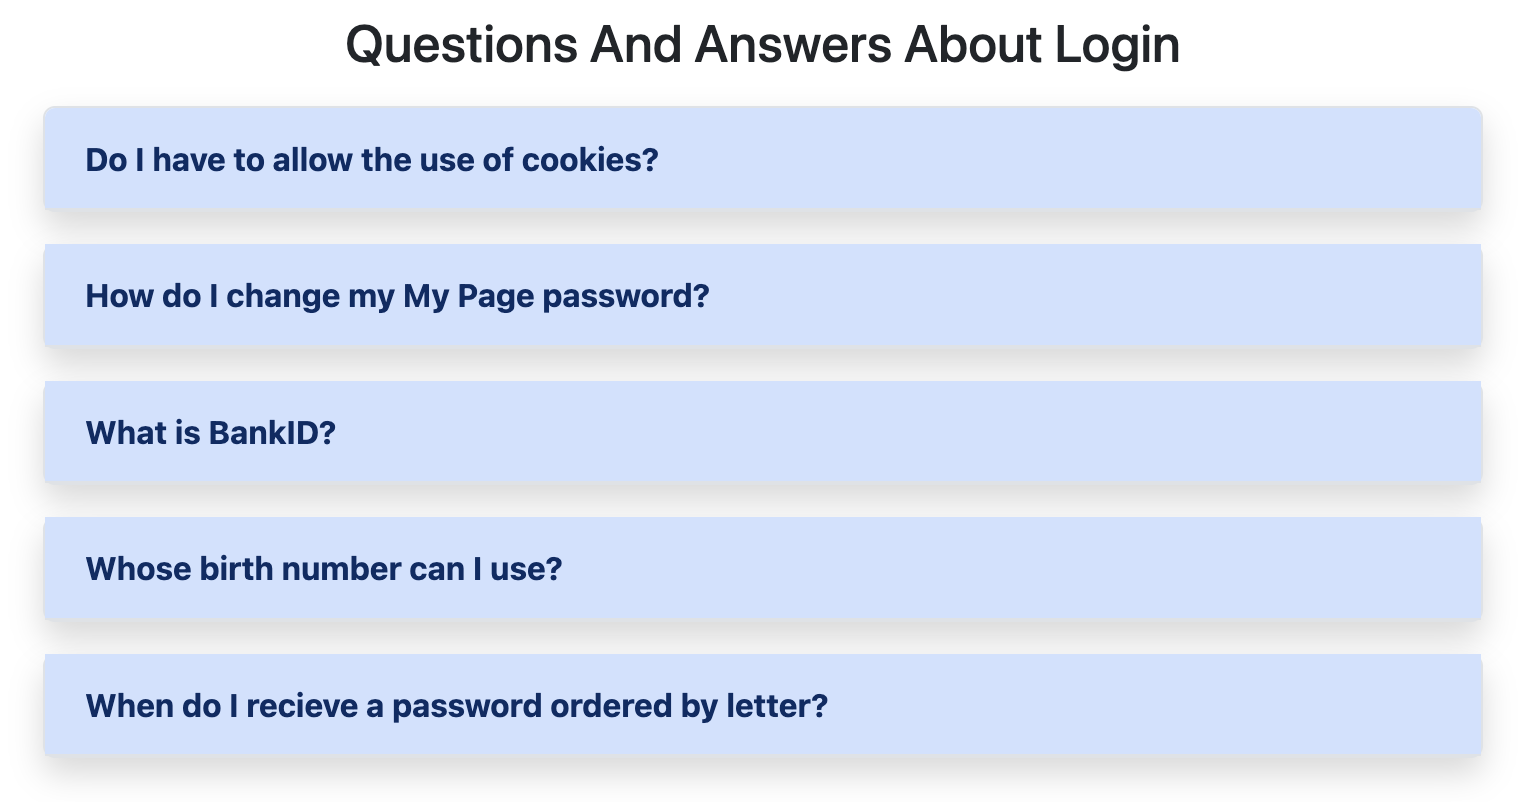 Questions And Answers About Login
Do I have to allow the use of cookies?
How do I change my My Page password?
What is BankID?
Whose birth number can I use?
When do I recieve a password ordered by letter?